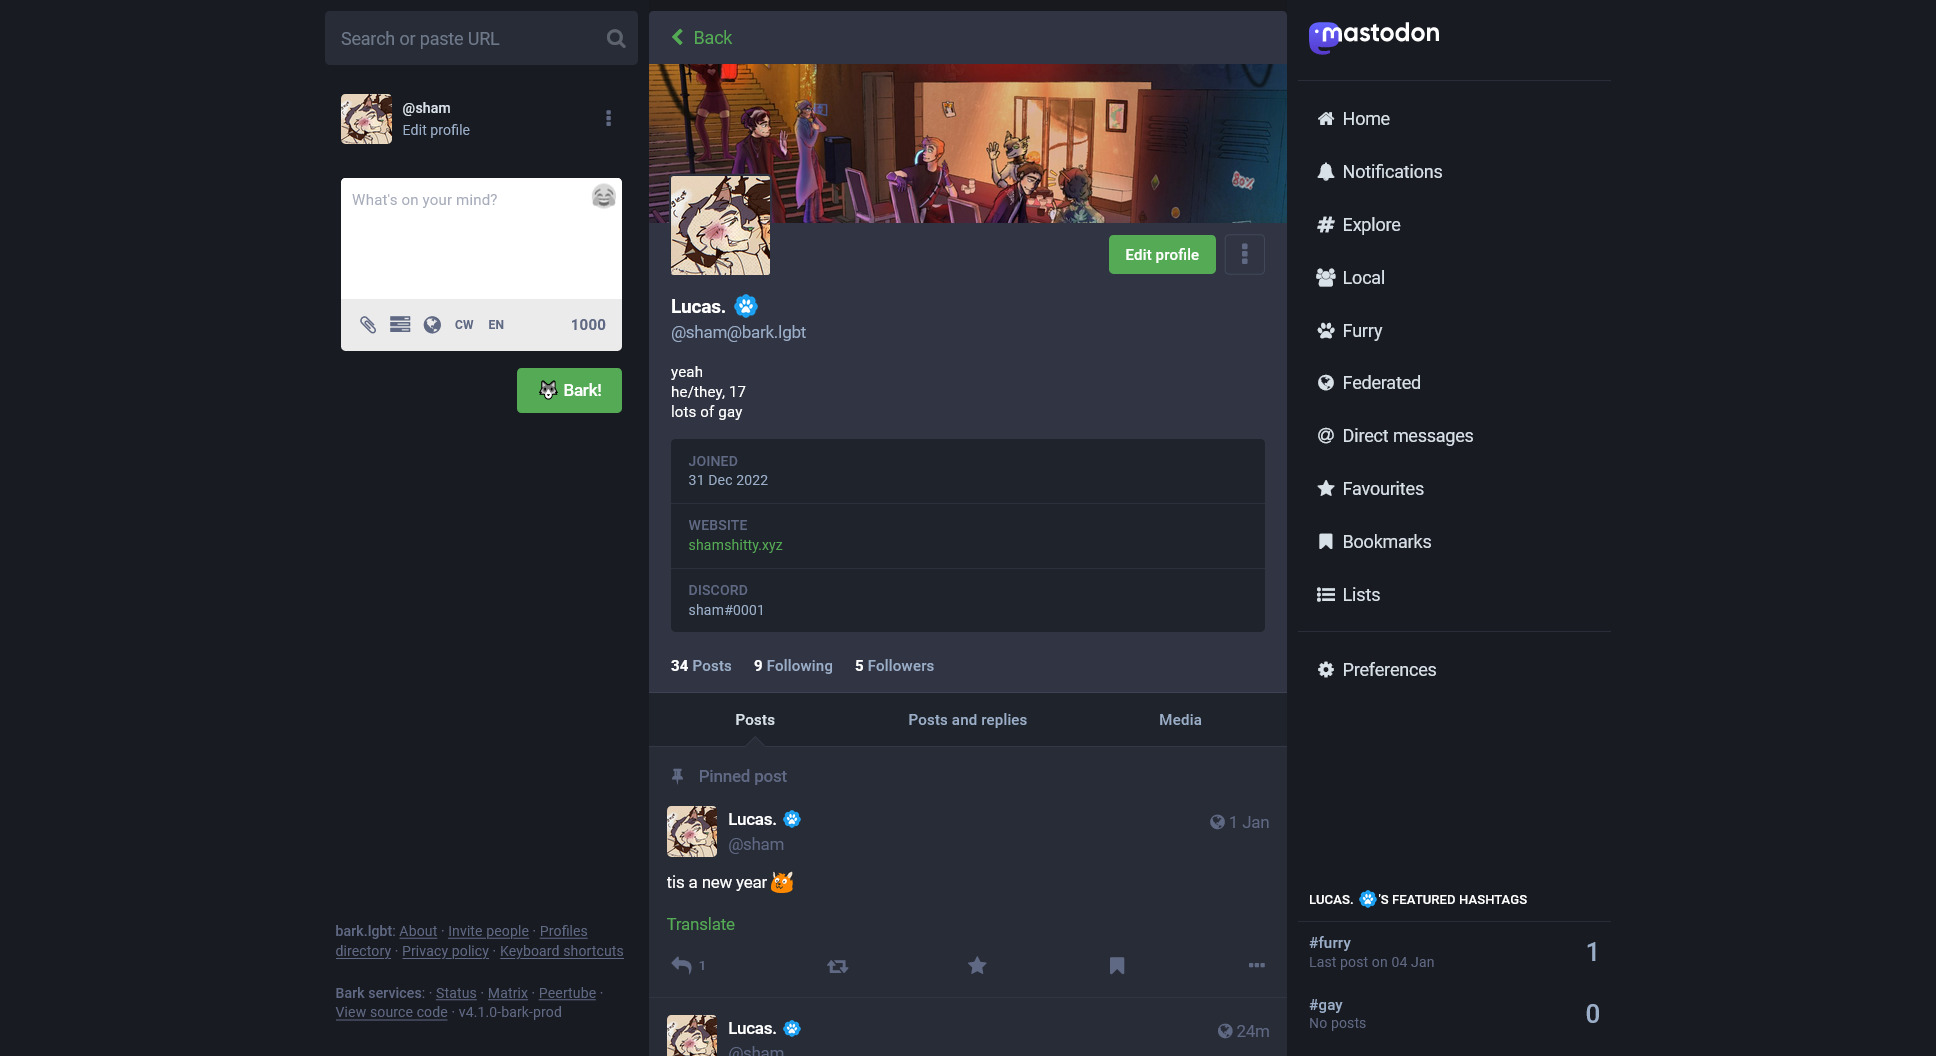 Search or paste URL
@sham
Edit profile
What's on your mind?
CW EN 1000
Bark!
bark.lgbt: About · Invite people · Profiles
directory · Privacy policy · Keyboard shortcuts
Bark services: · Status · Matrix · Peertube ·
View source code · v4.1.0-bark-prod
Back
Edit profile
Lucas.
@sham@bark.lgbt
yeah
he/they, 17
lots of gay
JOINED
31 Dec 2022
WEBSITE
shamshitty.xyz
DISCORD
sham#0001
34 Posts 9 Following 5 Followers
Posts Posts and replies Media
Pinned post
Lucas. 1 Jan
@sham
tis a new year
Translate
1
Lucas. 24m
@sham
mastodon
Home
Notifications
Explore
Local
Furry
Federated
@ Direct messages
Favourites
Bookmarks
Lists
Preferences
LUCAS. 'S FEATURED HASHTAGS
#furry 1
Last post on 04 Jan
#gay 0
No posts